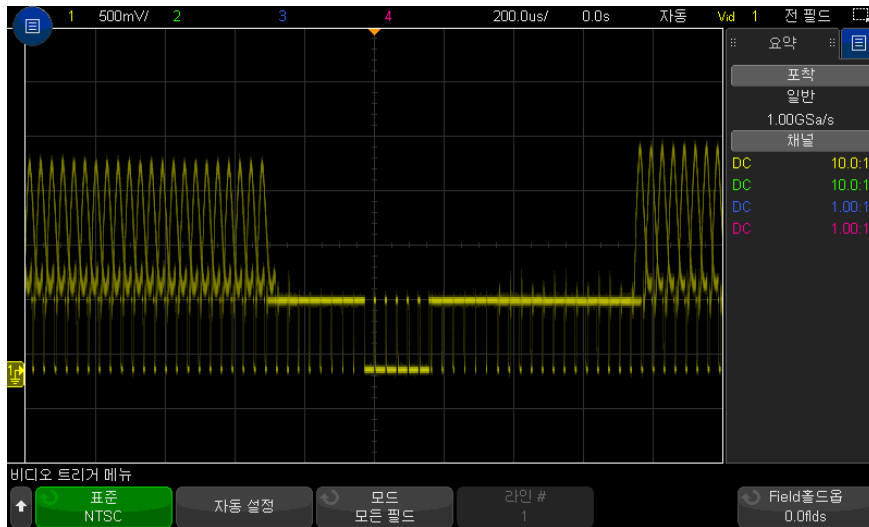 1 500mV/ 2 3 4 200.0us/ 0.0s 자동 Vid 1 전 필드
요약
포착
일반
1.00GSa/s
채널
DC 10.0:1
DC 10.0:1
DC 1.00:1
DC 1.00:1
1
비디오 트리거 메뉴
표준
NTSC
자동 설정
모드
모든 필드
라인 #
1
Field홀드옵
0.0flds